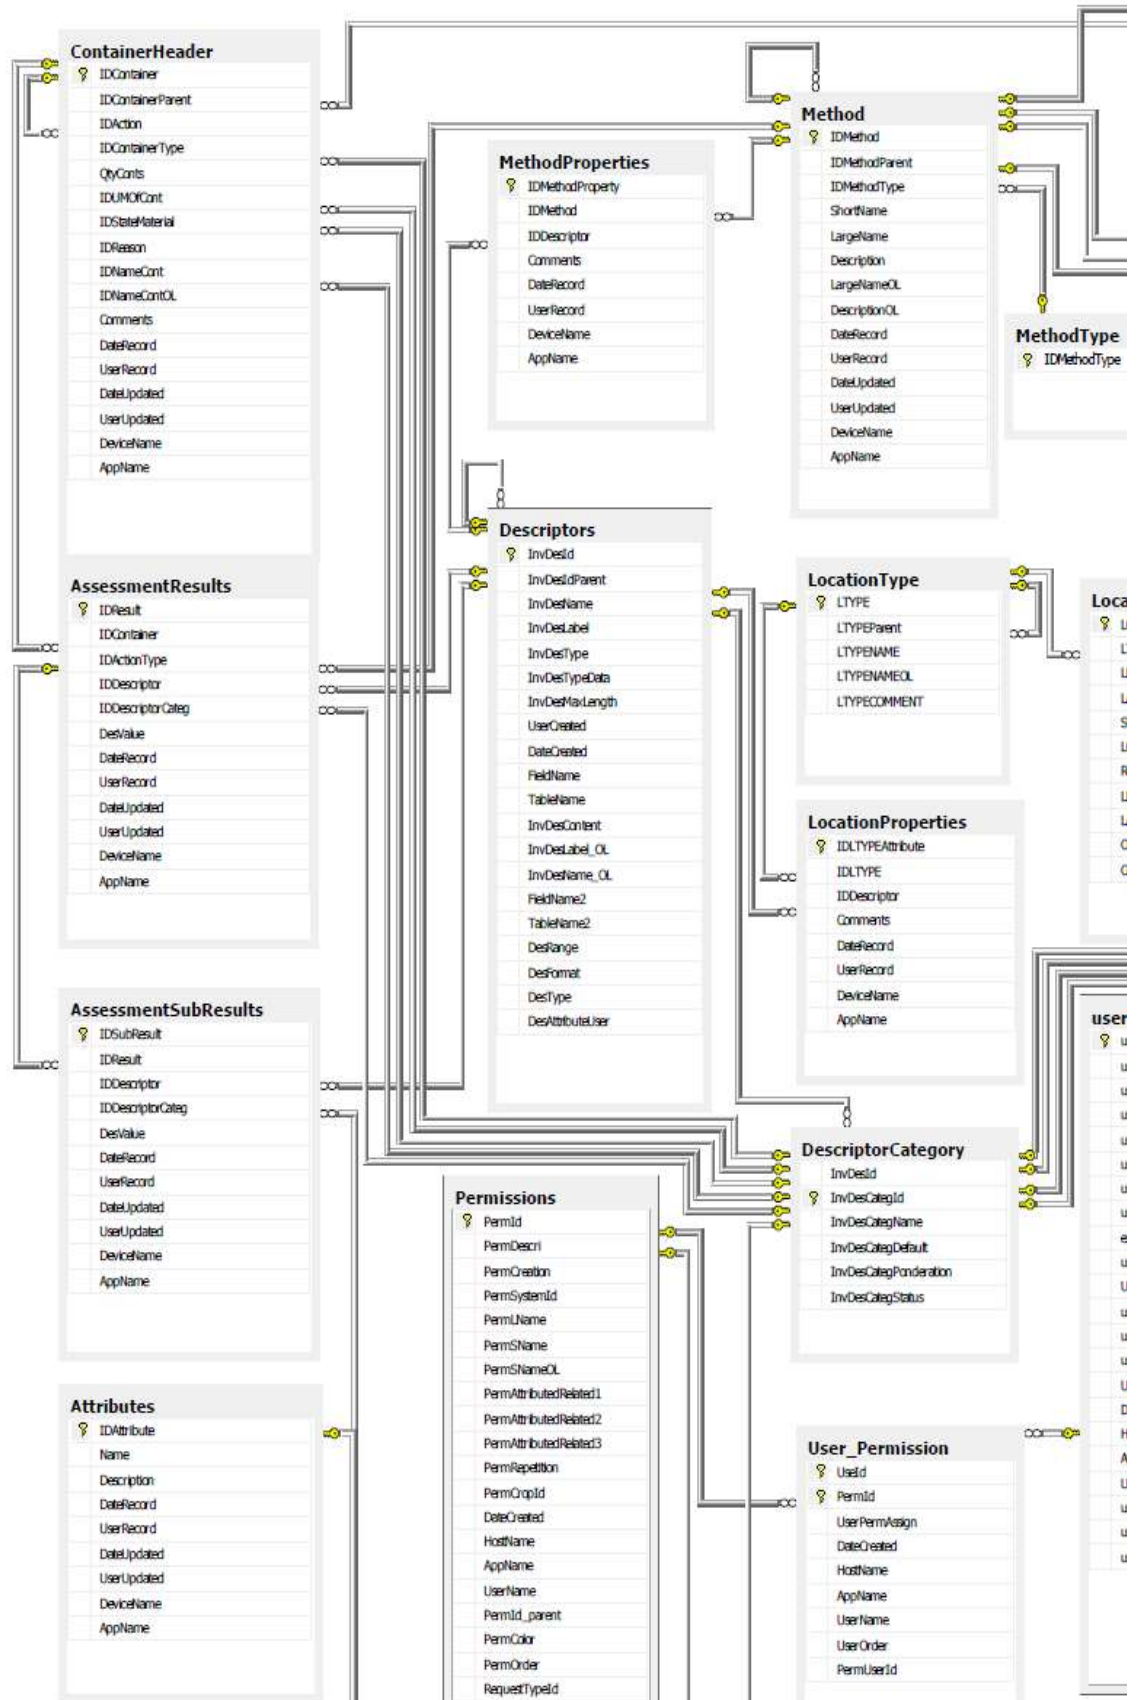 ContainerHeader
IDContainer
IDContainerParent
IDAction
IDContainerType
QtyConts
IDUMOfCont
IDStateMaterial
IDReason
IDNameCont
IDNameContOL
Comments
DateRecord
UserRecord
DateUpdated
UserUpdated
DeviceName
AppName
AssessmentResults
IDResult
IDContainer
IDActionType
IDDescriptor
IDDescriptorCateg
DesValue
DateRecord
UserRecord
DateUpdated
UserUpdated
DeviceName
AppName
AssessmentSubResults
IDSubResult
IDResult
IDDescriptor
IDDescriptorCateg
DesValue
DateRecord
UserRecord
DateUpdated
UserUpdated
DeviceName
AppName
Attributes
IDAttribute
Name
Description
DateRecord
UserRecord
DateUpdated
UserUpdated
DeviceName
AppName
MethodProperties
IDMethodProperty
IDMethod
IDDescriptor
Comments
DateRecord
UserRecord
DeviceName
AppName
Descriptors
InvDesId
InvDesIdParent
InvDesName
InvDesLabel
InvDesType
InvDesTypeData
InvDesMaxLength
UserCreated
DateCreated
FieldName
TableName
InvDesContent
InvDesLabel_OL
InvDesName_OL
FieldName2
TableName2
DesRange
DesFormat
DesType
DesAttributeUser
Permissions
PermId
PermDescri
PermCreation
PermSystemId
PermLName
PermSName
PermSNameOL
PermAttributedRelated1
PermAttributedRelated2
PermAttributedRelated3
PermRepetition
PermCropId
DateCreated
HostName
AppName
UserName
PermId_parent
PermColor
PermOrder
RequestTypeId
Method
IDMethod
IDMethodParent
IDMethodType
ShortName
LargeName
Description
LargeNameOL
DescriptionOL
DateRecord
UserRecord
DateUpdated
UserUpdated
DeviceName
AppName
MethodType
IDMethodType
LocationType
LTYPE
LTYPEParent
LTYPENAME
LTYPENAMEOL
LTYPECOMMENT
LocationProperties
IDLTYPEAttribute
IDLTYPE
IDDescriptor
Comments
DateRecord
UserRecord
DeviceName
AppName
DescriptorCategory
InvDesId
InvDesCategId
InvDesCategName
InvDesCategDefault
InvDesCategPonderation
InvDesCategStatus
User_Permission
UseId
PermId
UserPermAssign
DateCreated
HostName
AppName
UserName
UserOrder
PermUserId
Loca
user